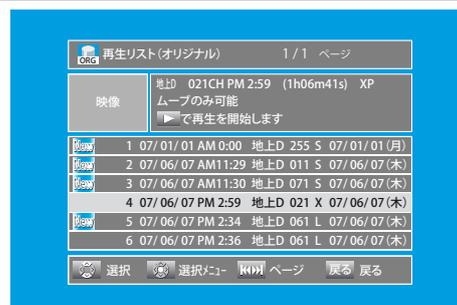 ORG 再生リスト(オリジナル) 1/1 ページ
映像
地上D 021CH PM 2:59 (1h06m41s) XP
ムーブのみ可能
で再生を開始します
New 1 07/01/01 AM 0:00 地上D 255 S 07/01/01(月)
New 2 07/06/07 AM11:29 地上D 011 S 07/06/07(木)
New 3 07/06/07 AM11:30 地上D 071 S 07/06/07(木)
4 07/06/07 PM 2:59 地上D 021 X 07/06/07(木)
New 5 07/06/07 PM 2:34 地上D 061 L 07/06/07(木)
6 07/06/07 PM 2:36 地上D 061 L 07/06/07(木)
選択 選択メニュー ページ 戻る 戻る